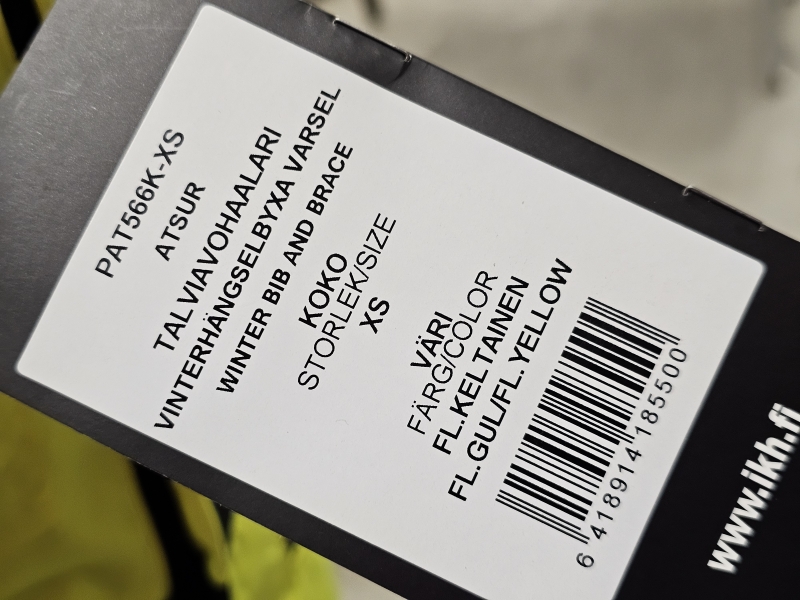 PAT566K-XS
ATSUR
TALVIAVOHAALARI
VINTERHÄNGSELBYXA VARSEL
WINTER BIB AND BRACE
KOKO
STORLEK/SIZE
XS
VÄRI
FÄRG/COLOR
FL.KELTAINEN
FL.GUL/FL.YELLOW
6 418914 185500
www.ikh.fi